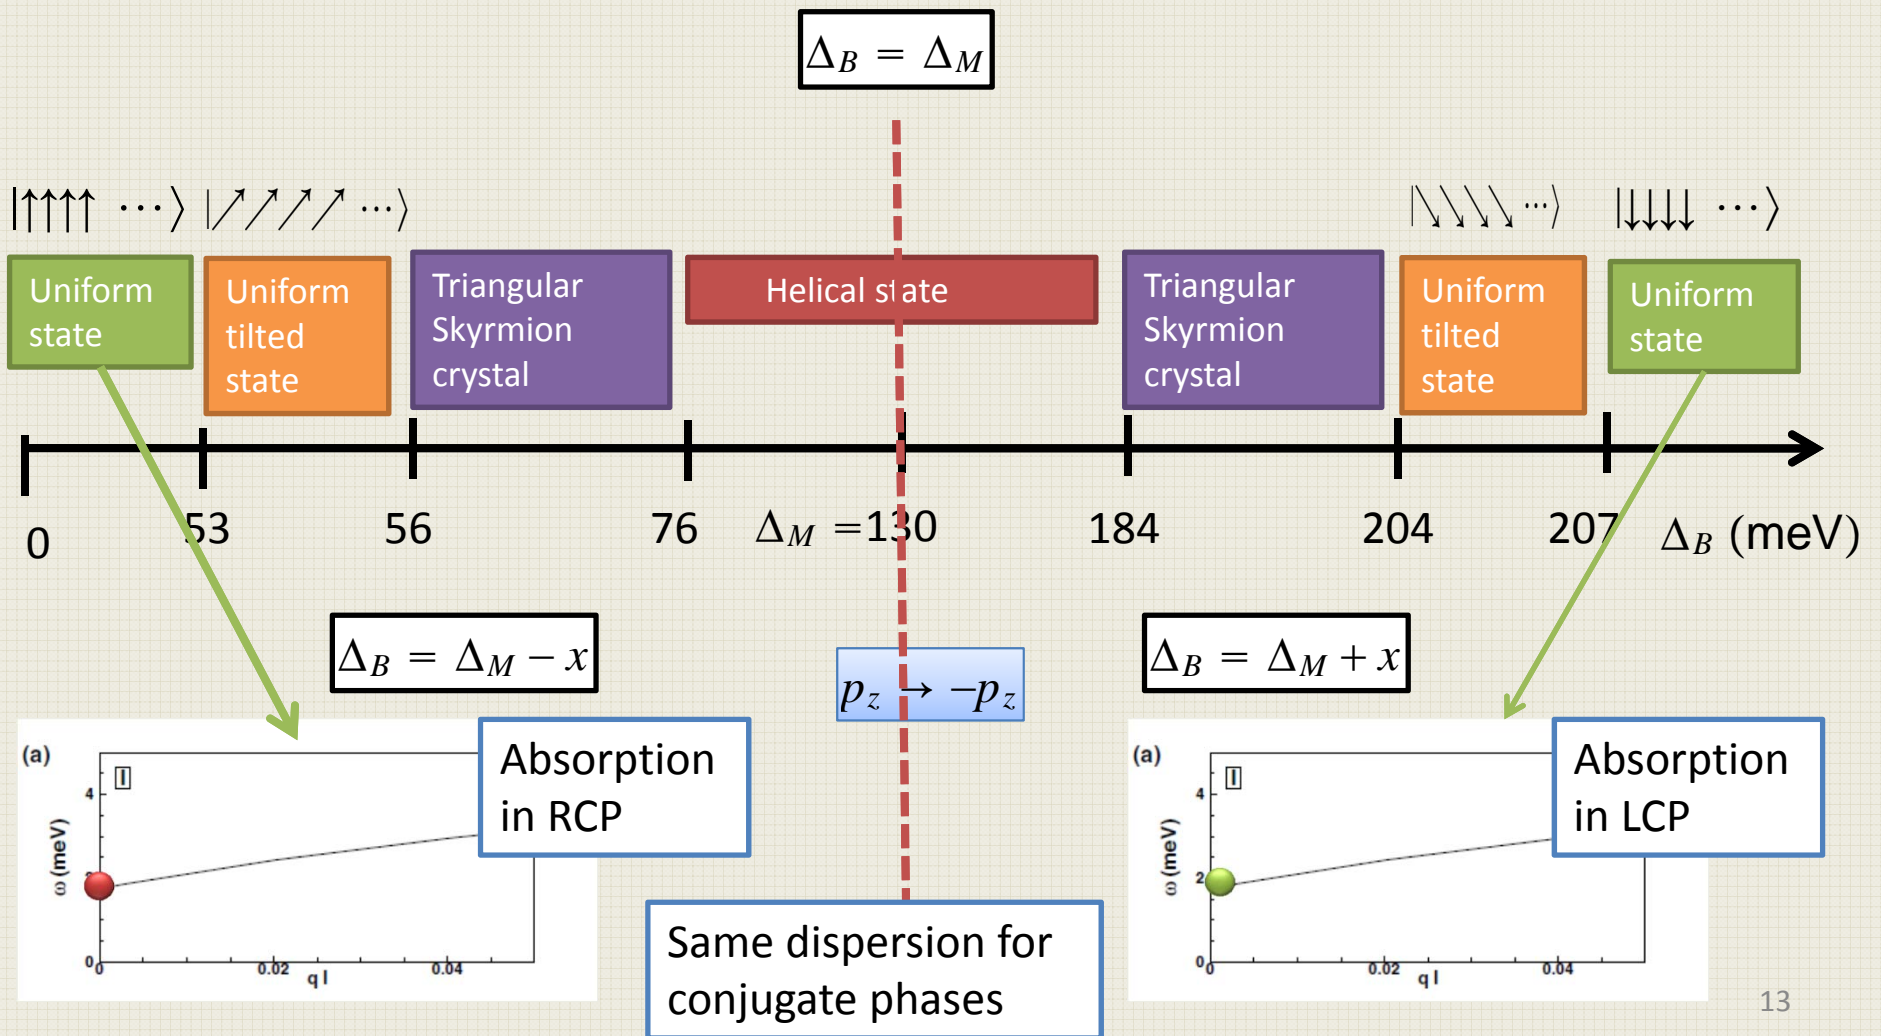 Δ_B = Δ_M
|↑↑↑↑ ⋯⟩ |↗↗↗↗ ⋯⟩ |↘↘↘↘ ⋯⟩ |↓↓↓↓ ⋯⟩
Uniform
state
Uniform
tilted
state
Triangular
Skyrmion
crystal
Helical state
Triangular
Skyrmion
crystal
Uniform
tilted
state
Uniform
state
0 53 56 76 Δ_M =130 184 204 207 Δ_B (meV)
Δ_B = Δ_M − x
p_z → −p_z
Δ_B = Δ_M + x
(a)
I
ω (meV)
4
2
0
0 0.02 0.04
q l
Absorption
in RCP
Same dispersion for
conjugate phases
(a)
I
ω (meV)
4
2
0
0 0.02 0.04
q l
Absorption
in LCP
13